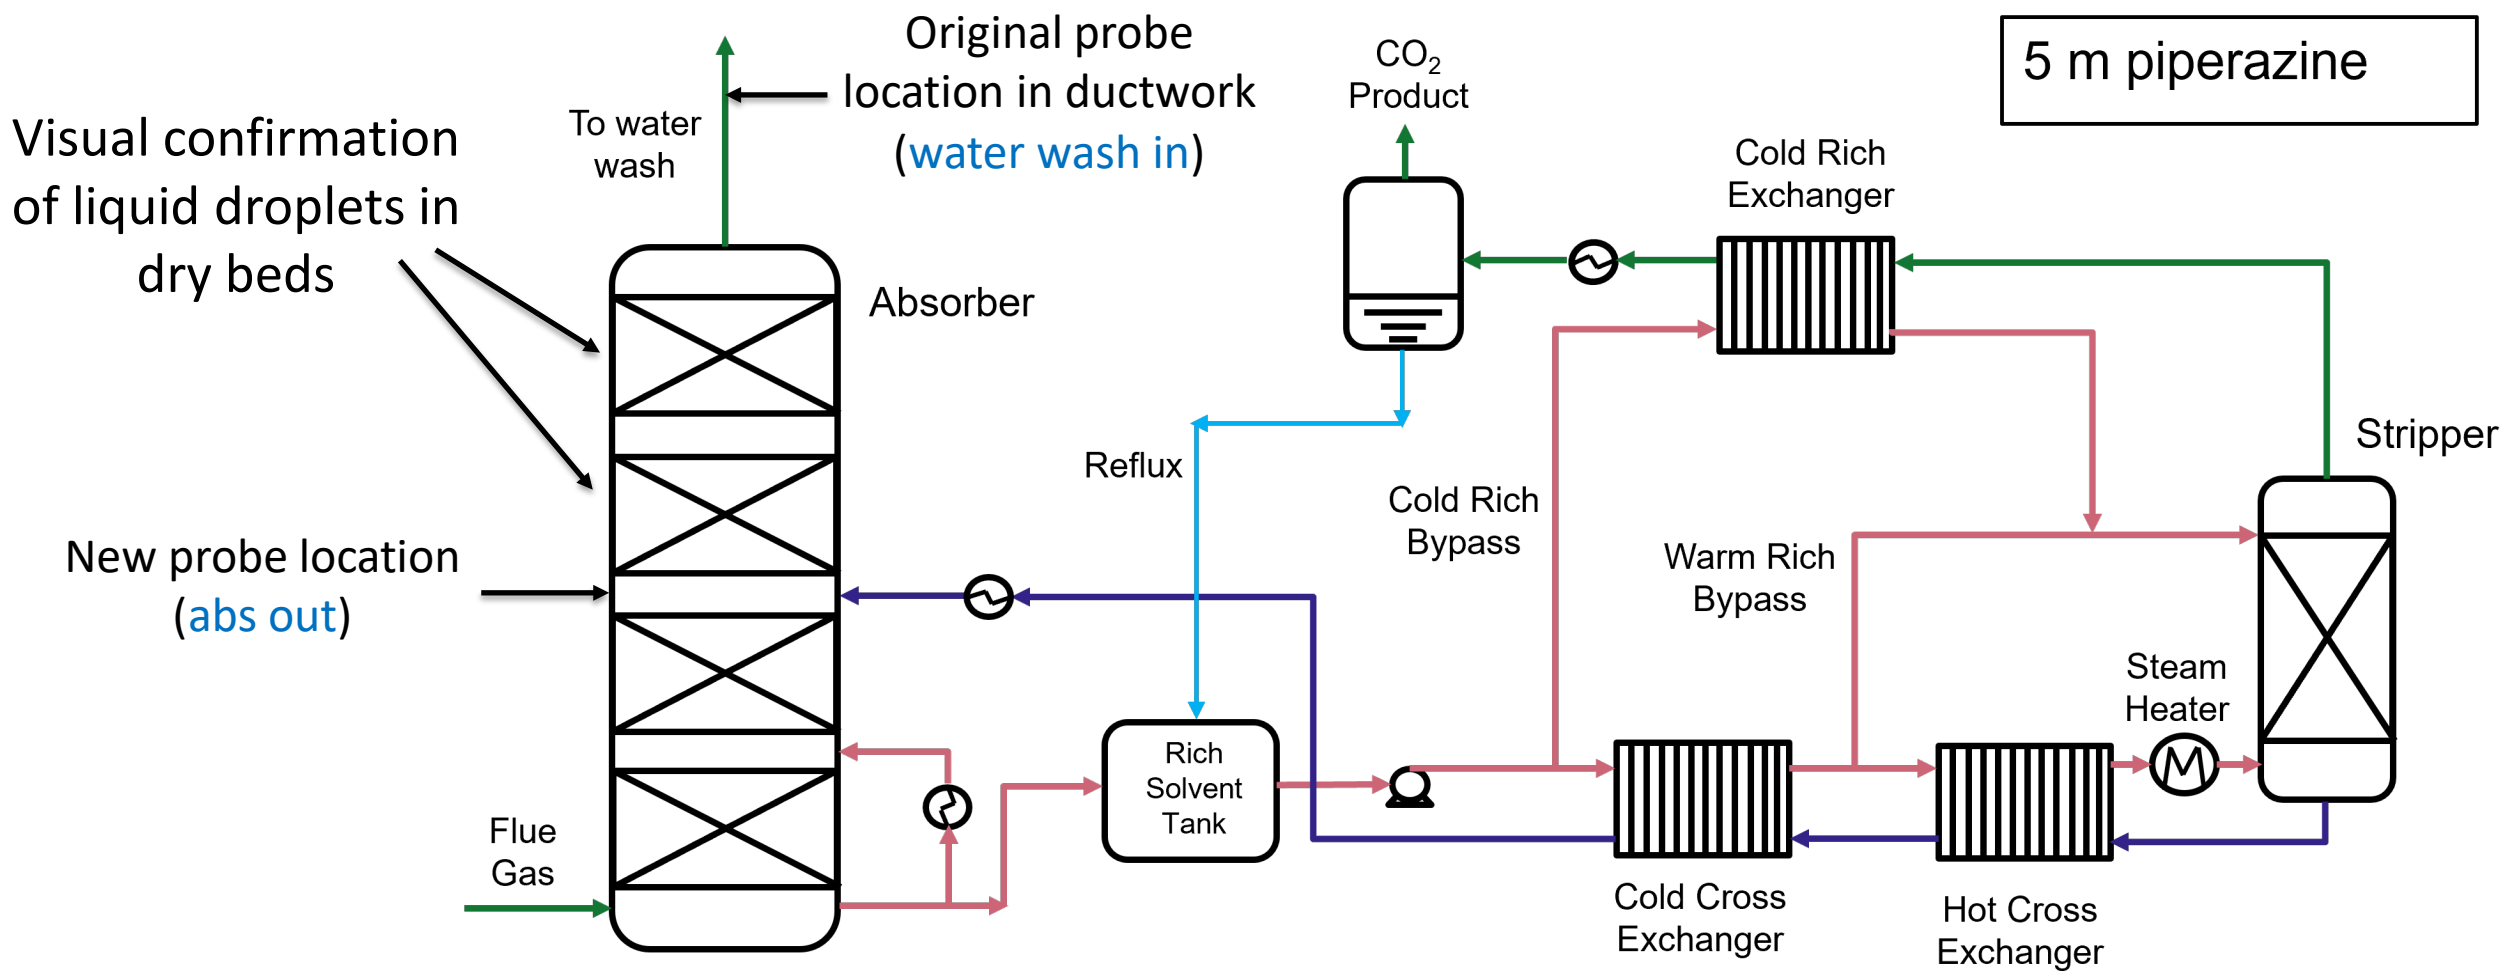 Original probe
location in ductwork
(water wash in)
CO2
Product
5 m piperazine
To water
wash
Visual confirmation
of liquid droplets in
dry beds
Cold Rich
Exchanger
Absorber
Stripper
Reflux
Cold Rich
Bypass
New probe location
(abs out)
Warm Rich
Bypass
Steam
Heater
Rich
Solvent
Tank
Flue
Gas
Cold Cross
Exchanger
Hot Cross
Exchanger